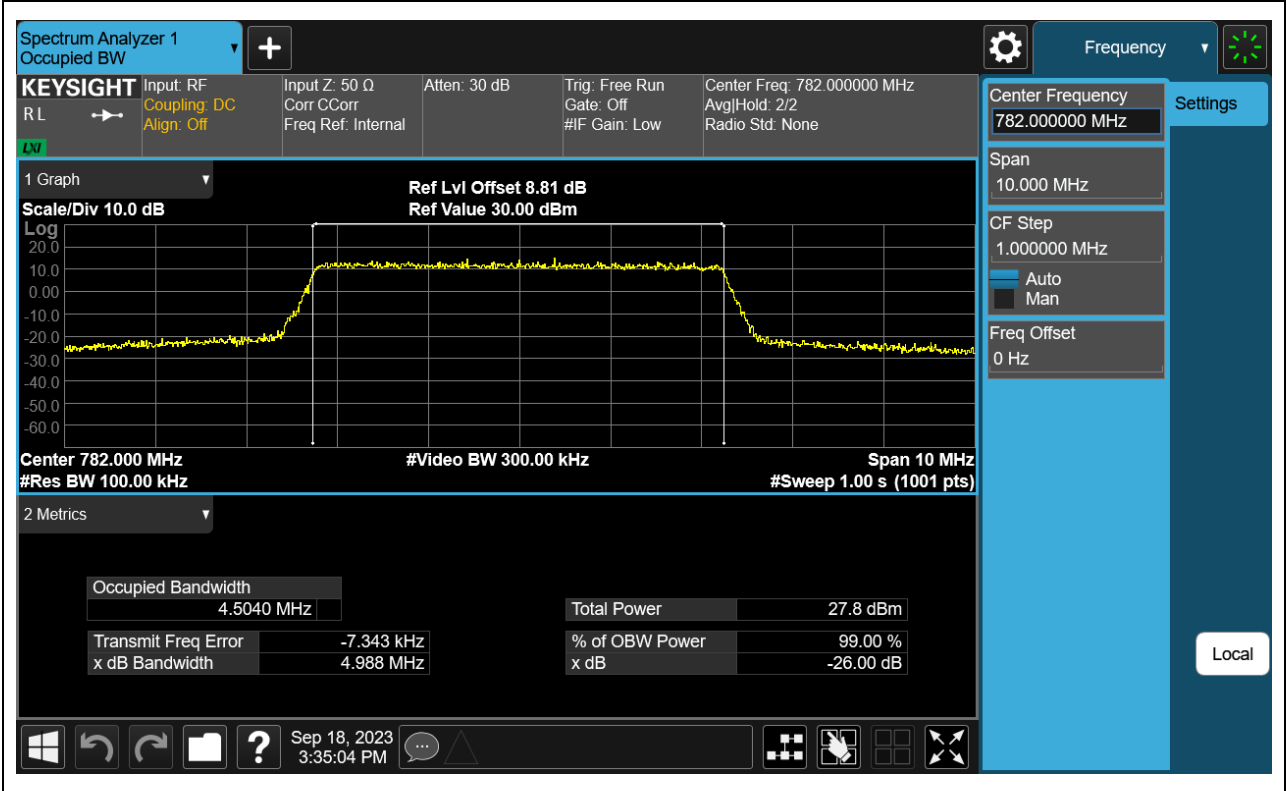 Spectrum Analyzer 1
Occupied BW
▼
+
Frequency
▼
KEYSIGHT
R L
LXI
Input: RF
Coupling: DC
Align: Off
Input Z: 50 Ω
Corr CCorr
Freq Ref: Internal
Atten: 30 dB
Trig: Free Run
Gate: Off
#IF Gain: Low
Center Freq: 782.000000 MHz
Avg|Hold: 2/2
Radio Std: None
Center Frequency
782.000000 MHz
Settings
Span
10.000 MHz
CF Step
1.000000 MHz
Auto
Man
Freq Offset
0 Hz
Local
1 Graph
▼
Scale/Div 10.0 dB
Ref Lvl Offset 8.81 dB
Ref Value 30.00 dBm
Log
20.0
10.0
0.00
-10.0
-20.0
-30.0
-40.0
-50.0
-60.0
Center 782.000 MHz
#Video BW 300.00 kHz
Span 10 MHz
#Res BW 100.00 kHz
#Sweep 1.00 s (1001 pts)
2 Metrics
▼
Occupied Bandwidth
4.5040 MHz
Total Power 27.8 dBm
Transmit Freq Error -7.343 kHz
% of OBW Power 99.00 %
x dB Bandwidth 4.988 MHz
x dB -26.00 dB
?
Sep 18, 2023
3:35:04 PM